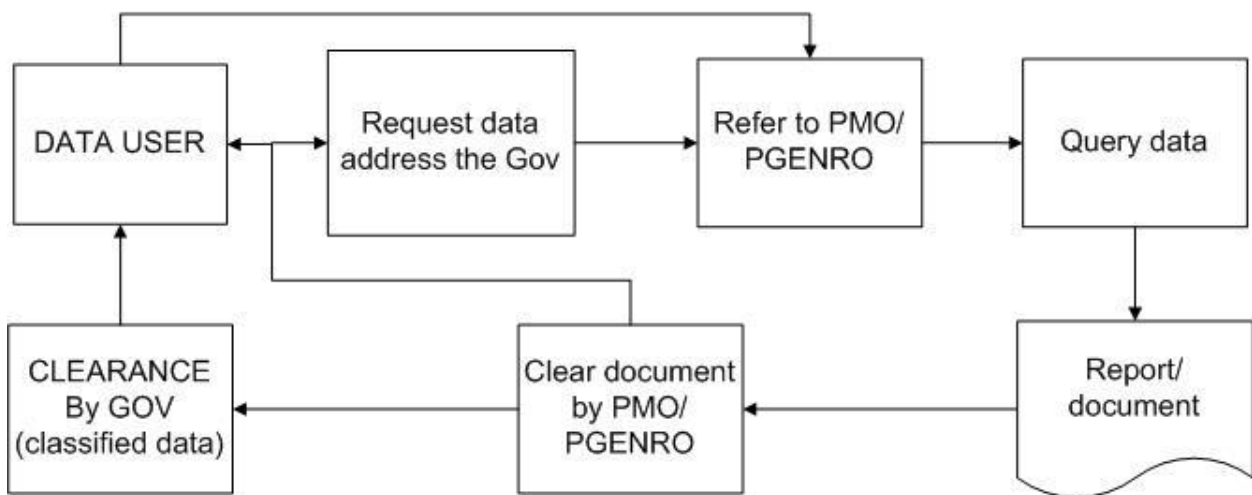 DATA USER
Request data
address the Gov
Refer to PMO/
PGENRO
Query data
CLEARANCE
By GOV
(classified data)
Clear document
by PMO/
PGENRO
Report/
document